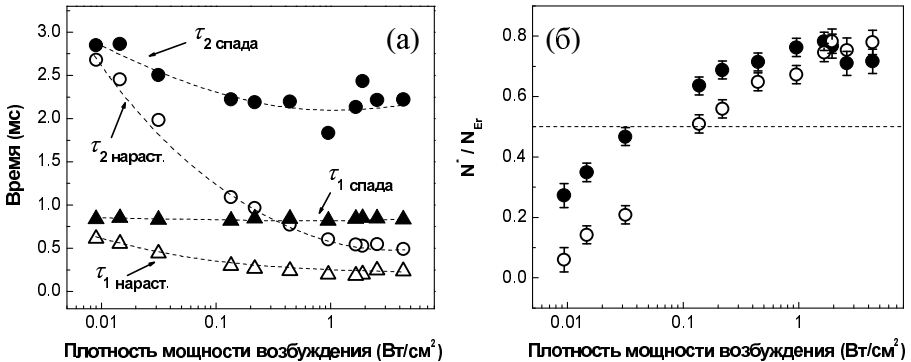 (а)
τ2 спада
τ2 нараст.
τ1 спада
τ1 нараст.
Время (мс)
3.0
2.5
2.0
1.5
1.0
0.5
0.0
0.01 0.1 1
Плотность мощности возбуждения (Вт/см2)
(б)
N* / NEr
0.8
0.6
0.4
0.2
0.0
0.01 0.1 1
Плотность мощности возбуждения (Вт/см2)